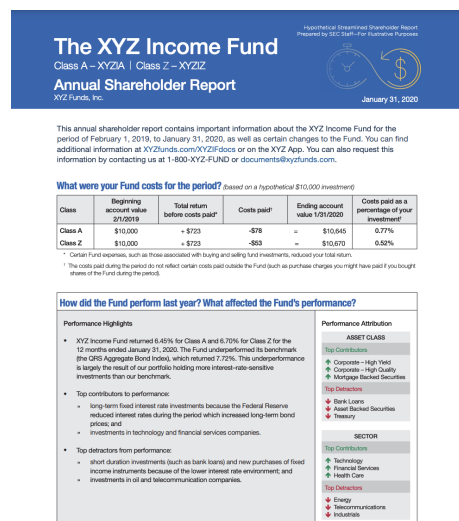 Hypothetical Streamlined Shareholder Report
Prepared by SEC Staff—For Illustrative Purposes
The XYZ Income Fund
Class A – XYZIA | Class Z – XYZIZ
Annual Shareholder Report
XYZ Funds, Inc.
$
January 31, 2020
This annual shareholder report contains important information about the XYZ Income Fund for the
period of February 1, 2019, to January 31, 2020, as well as certain changes to the Fund. You can find
additional information at XYZfunds.com/XYZIFdocs or on the XYZ App. You can also request this
information by contacting us at 1-800-XYZ-FUND or documents@xyzfunds.com.
What were your Fund costs for the period? (based on a hypothetical $10,000 investment)
Class Beginning account value 2/1/2019 Total return before costs paid* Costs paid† Ending account value 1/31/2020 Costs paid as a percentage of your investment†
Class A $10,000 + $723 -$78 = $10,645 0.77%
Class Z $10,000 + $723 -$53 = $10,670 0.52%
* Certain Fund expenses, such as those associated with buying and selling fund investments, reduced your total return.
† The costs paid during the period do not reflect certain costs paid outside the Fund (such as purchase charges you might have paid if you bought
shares of the Fund during the period).
How did the Fund perform last year? What affected the Fund's performance?
Performance Highlights
• XYZ Income Fund returned 6.45% for Class A and 6.70% for Class Z for the
12 months ended January 31, 2020. The Fund underperformed its benchmark
(the QRS Aggregate Bond Index), which returned 7.72%. This underperformance
is largely the result of our portfolio holding more interest-rate-sensitive
investments than our benchmark.
• Top contributors to performance:
» long-term fixed interest rate investments because the Federal Reserve
reduced interest rates during the period which increased long-term bond
prices; and
» investments in technology and financial services companies.
• Top detractors from performance:
» short duration investments (such as bank loans) and new purchases of fixed
income instruments because of the lower interest rate environment; and
» investments in oil and telecommunication companies.
Performance Attribution
ASSET CLASS
Top Contributors
Corporate – High Yield
Corporate – High Quality
Mortgage Backed Securities
Top Detractors
Bank Loans
Asset Backed Securities
Treasury
SECTOR
Top Contributors
Technology
Financial Services
Health Care
Top Detractors
Energy
Telecommunications
Industrials